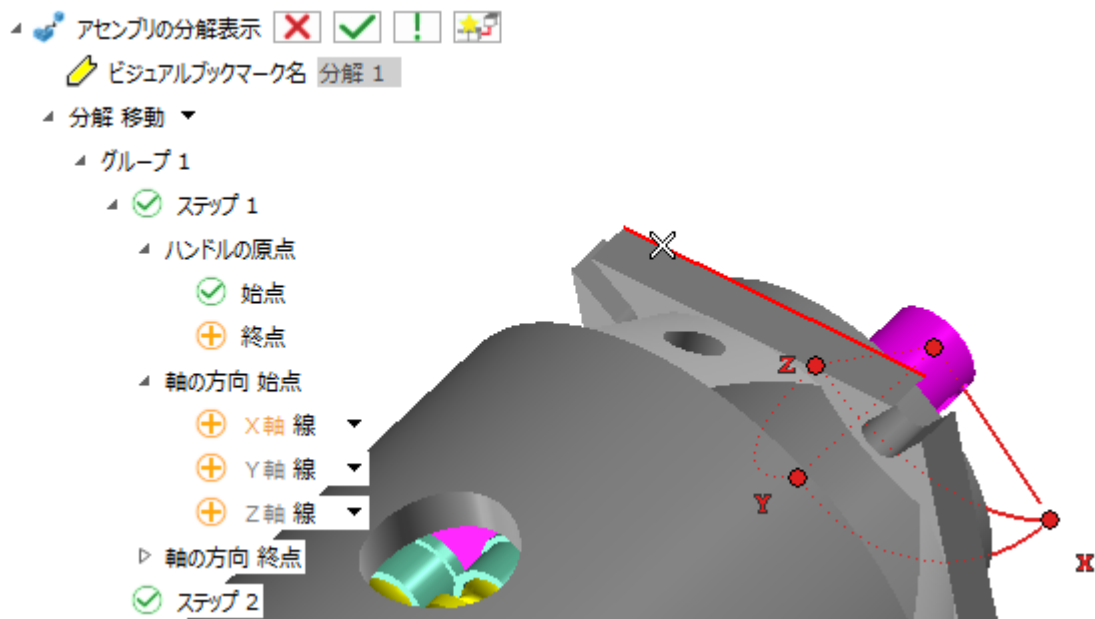 アセンブリの分解表示
ビジュアルブックマーク名 分解 1
分解 移動
グループ 1
ステップ 1
ハンドルの原点
始点
終点
軸の方向 始点
X 軸 線
Y 軸 線
Z 軸 線
軸の方向 終点
ステップ 2
Z
Y
X